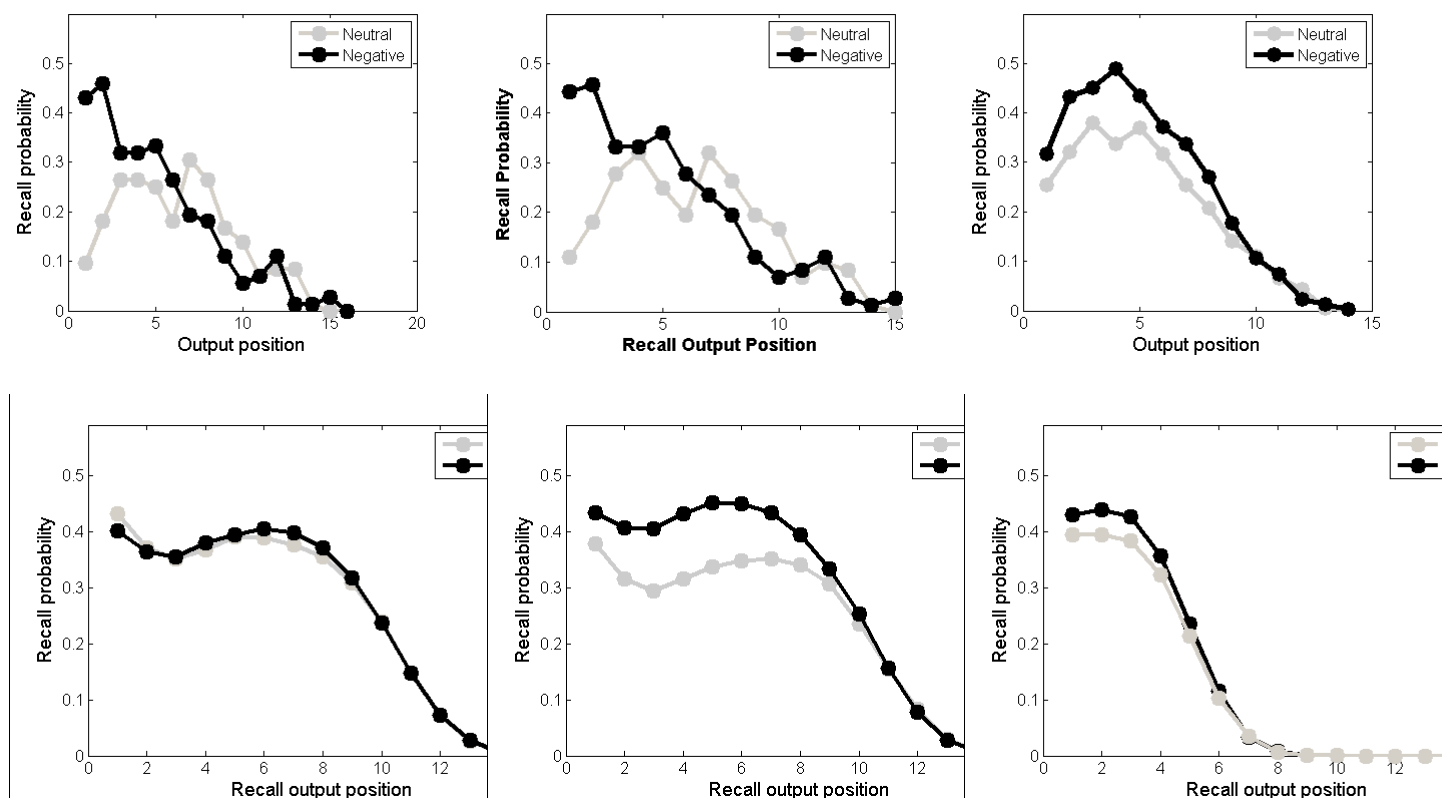 Neutral
Negative
Recall probability
0.5
0.4
0.3
0.2
0.1
0
0 5 10 15 20
Output position
Neutral
Negative
Recall Probability
0.5
0.4
0.3
0.2
0.1
0
0 5 10 15
Recall Output Position
Neutral
Negative
Recall probability
0.5
0.4
0.3
0.2
0.1
0
0 5 10 15
Output position
Recall probability
0.5
0.4
0.3
0.2
0.1
0
0 2 4 6 8 10 12
Recall output position
Recall probability
0.5
0.4
0.3
0.2
0.1
0
0 2 4 6 8 10 12
Recall output position
Recall probability
0.5
0.4
0.3
0.2
0.1
0
0 2 4 6 8 10 12
Recall output position